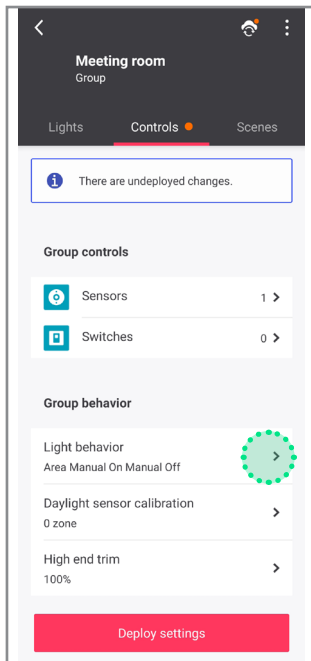 Meeting room
Group
Lights Controls Scenes
There are undeployed changes.
Group controls
Sensors 1
Switches 0
Group behavior
Light behavior
Area Manual On Manual Off
Daylight sensor calibration
0 zone
High end trim
100%
Deploy settings